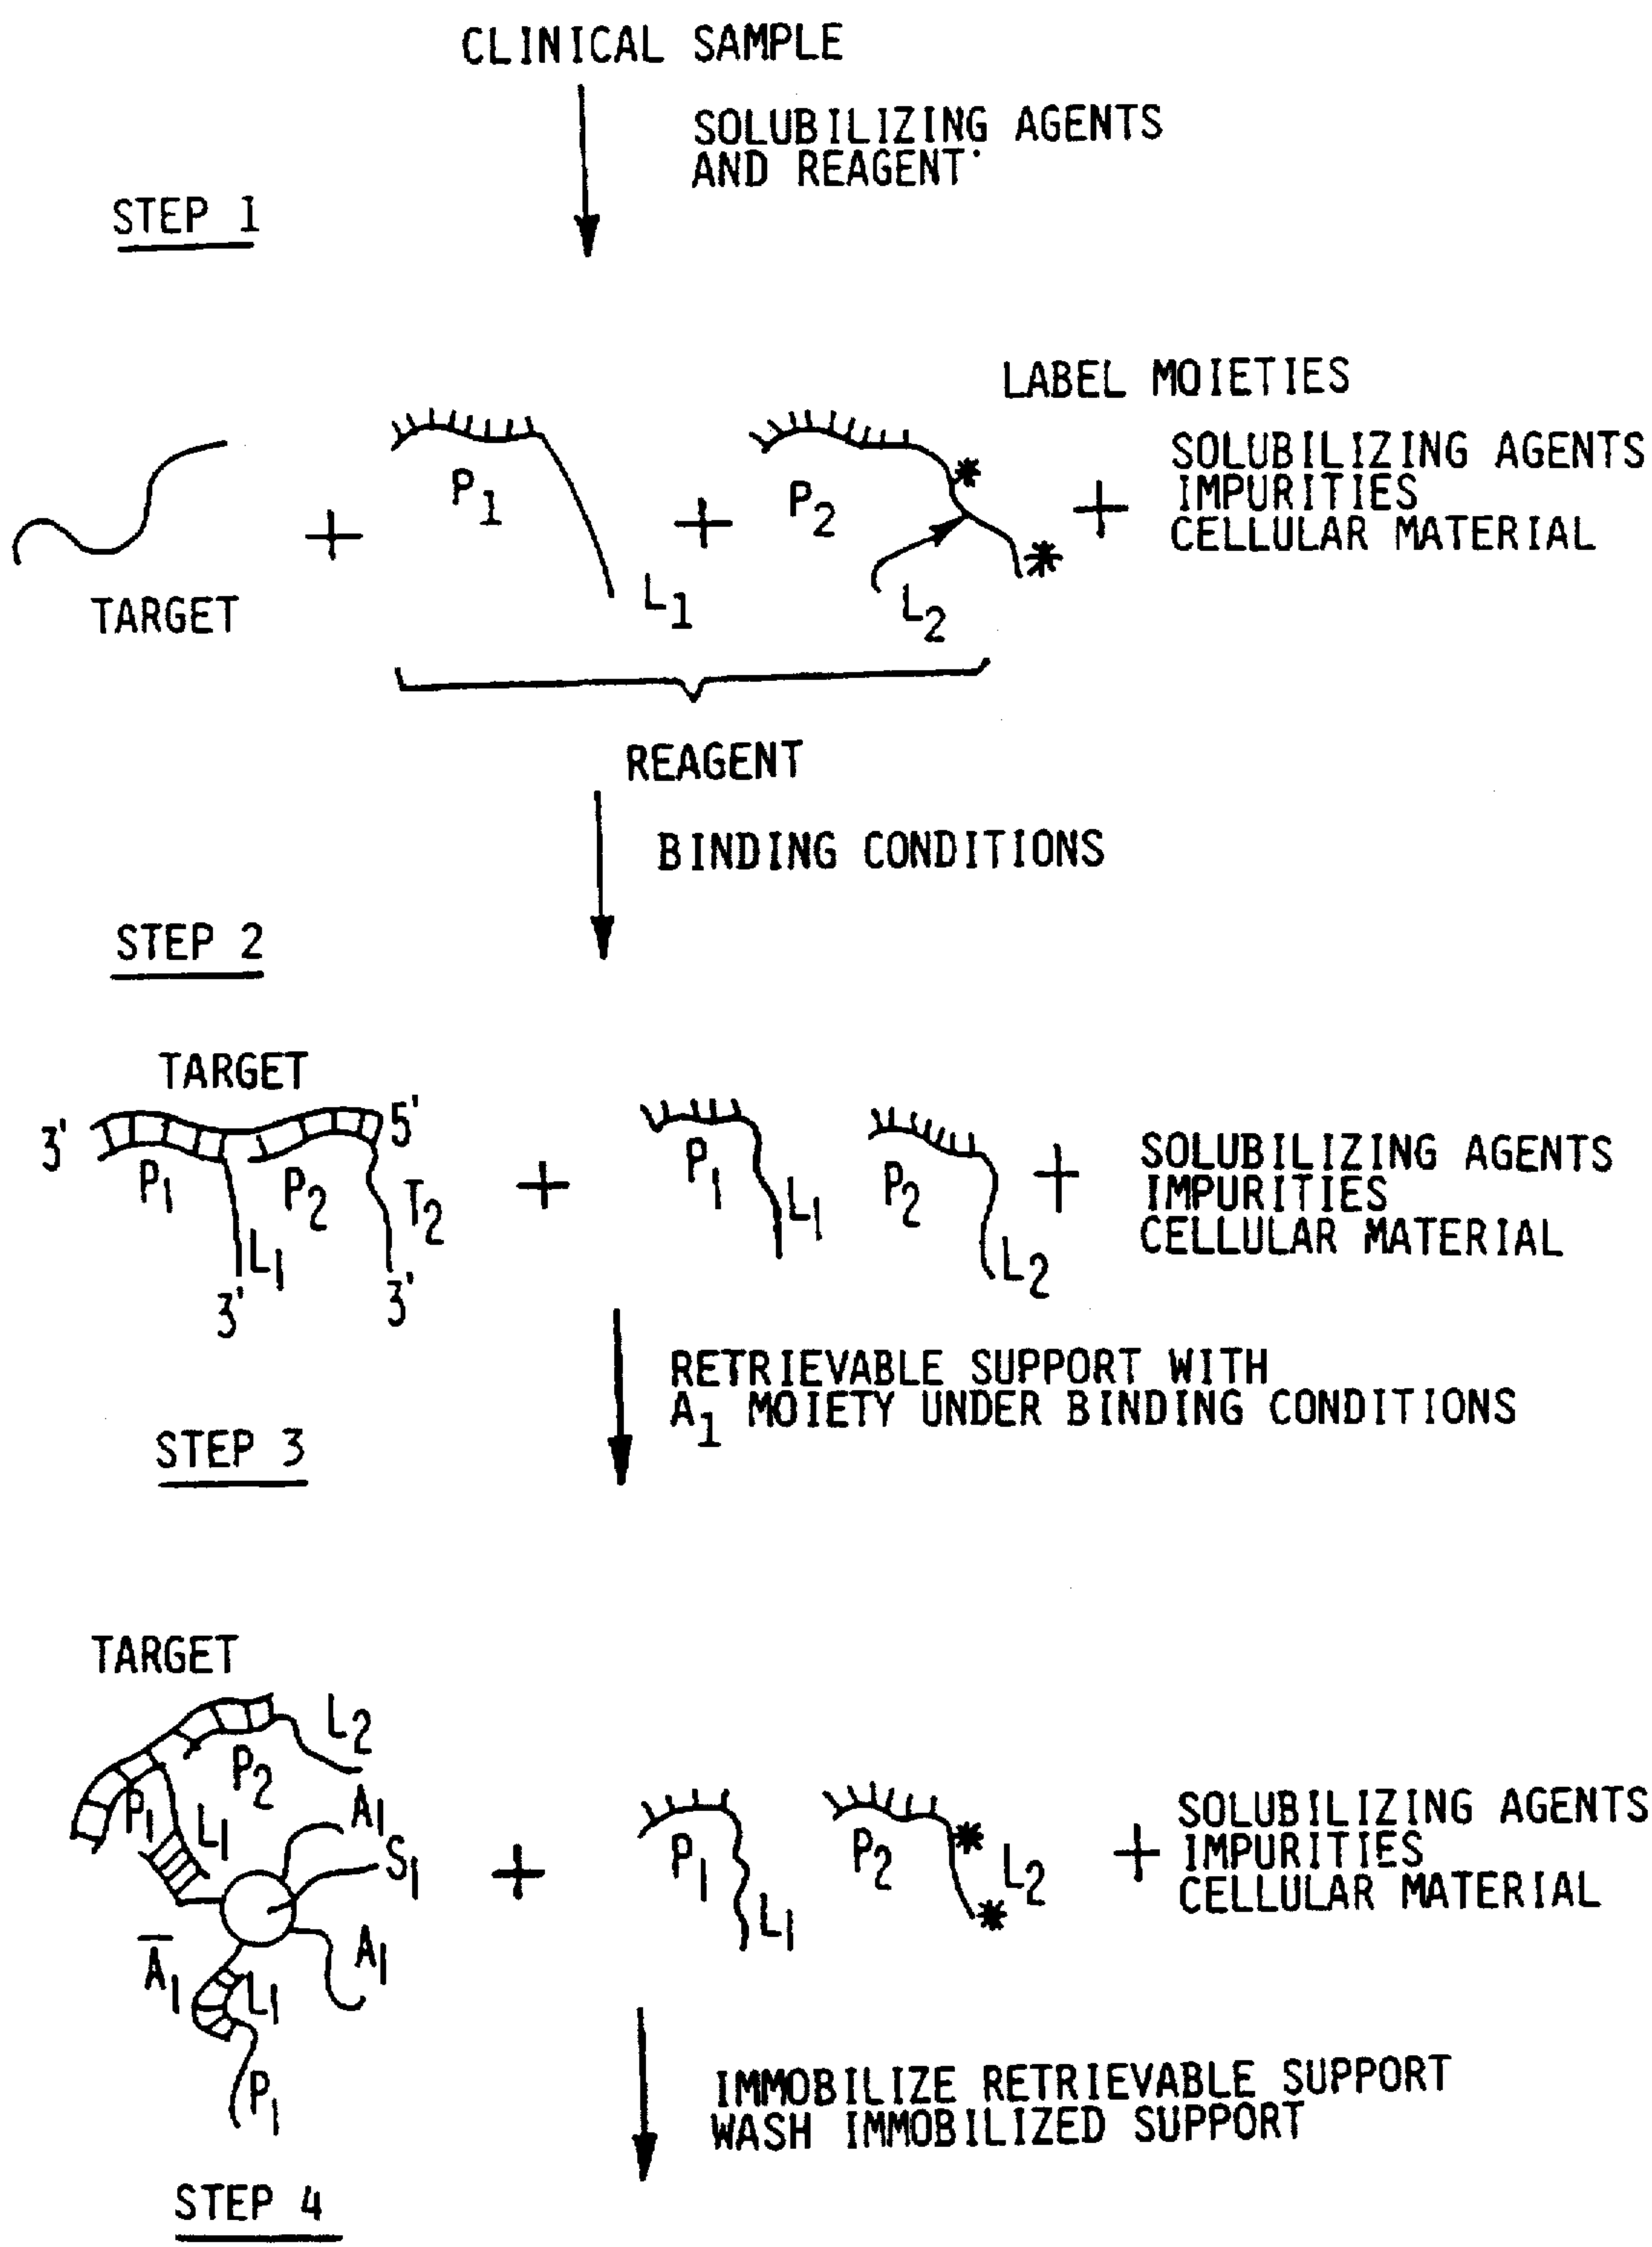 CLINICAL SAMPLE
SOLUBILIZING AGENTS
AND REAGENT
STEP 1
LABEL MOIETIES
SOLUBILIZING AGENTS
IMPURITIES
CELLULAR MATERIAL
* *
+ + +
P1
P2
L1
L2
TARGET
REAGENT
BINDING CONDITIONS
STEP 2
TARGET
3' 5'
P1 P2 T2
L1
3' 3'
+
P1 L1
P2 L2
+
SOLUBILIZING AGENTS
IMPURITIES
CELLULAR MATERIAL
RETRIEVABLE SUPPORT WITH
A1 MOIETY UNDER BINDING CONDITIONS
STEP 3
TARGET
L2
P2
P1 L1
A1
S1
A1
A̅1 L1
P1
+
P1 L1
P2 * L2 *
+
SOLUBILIZING AGENTS
IMPURITIES
CELLULAR MATERIAL
IMMOBILIZE RETRIEVABLE SUPPORT
WASH IMMOBILIZED SUPPORT
STEP 4